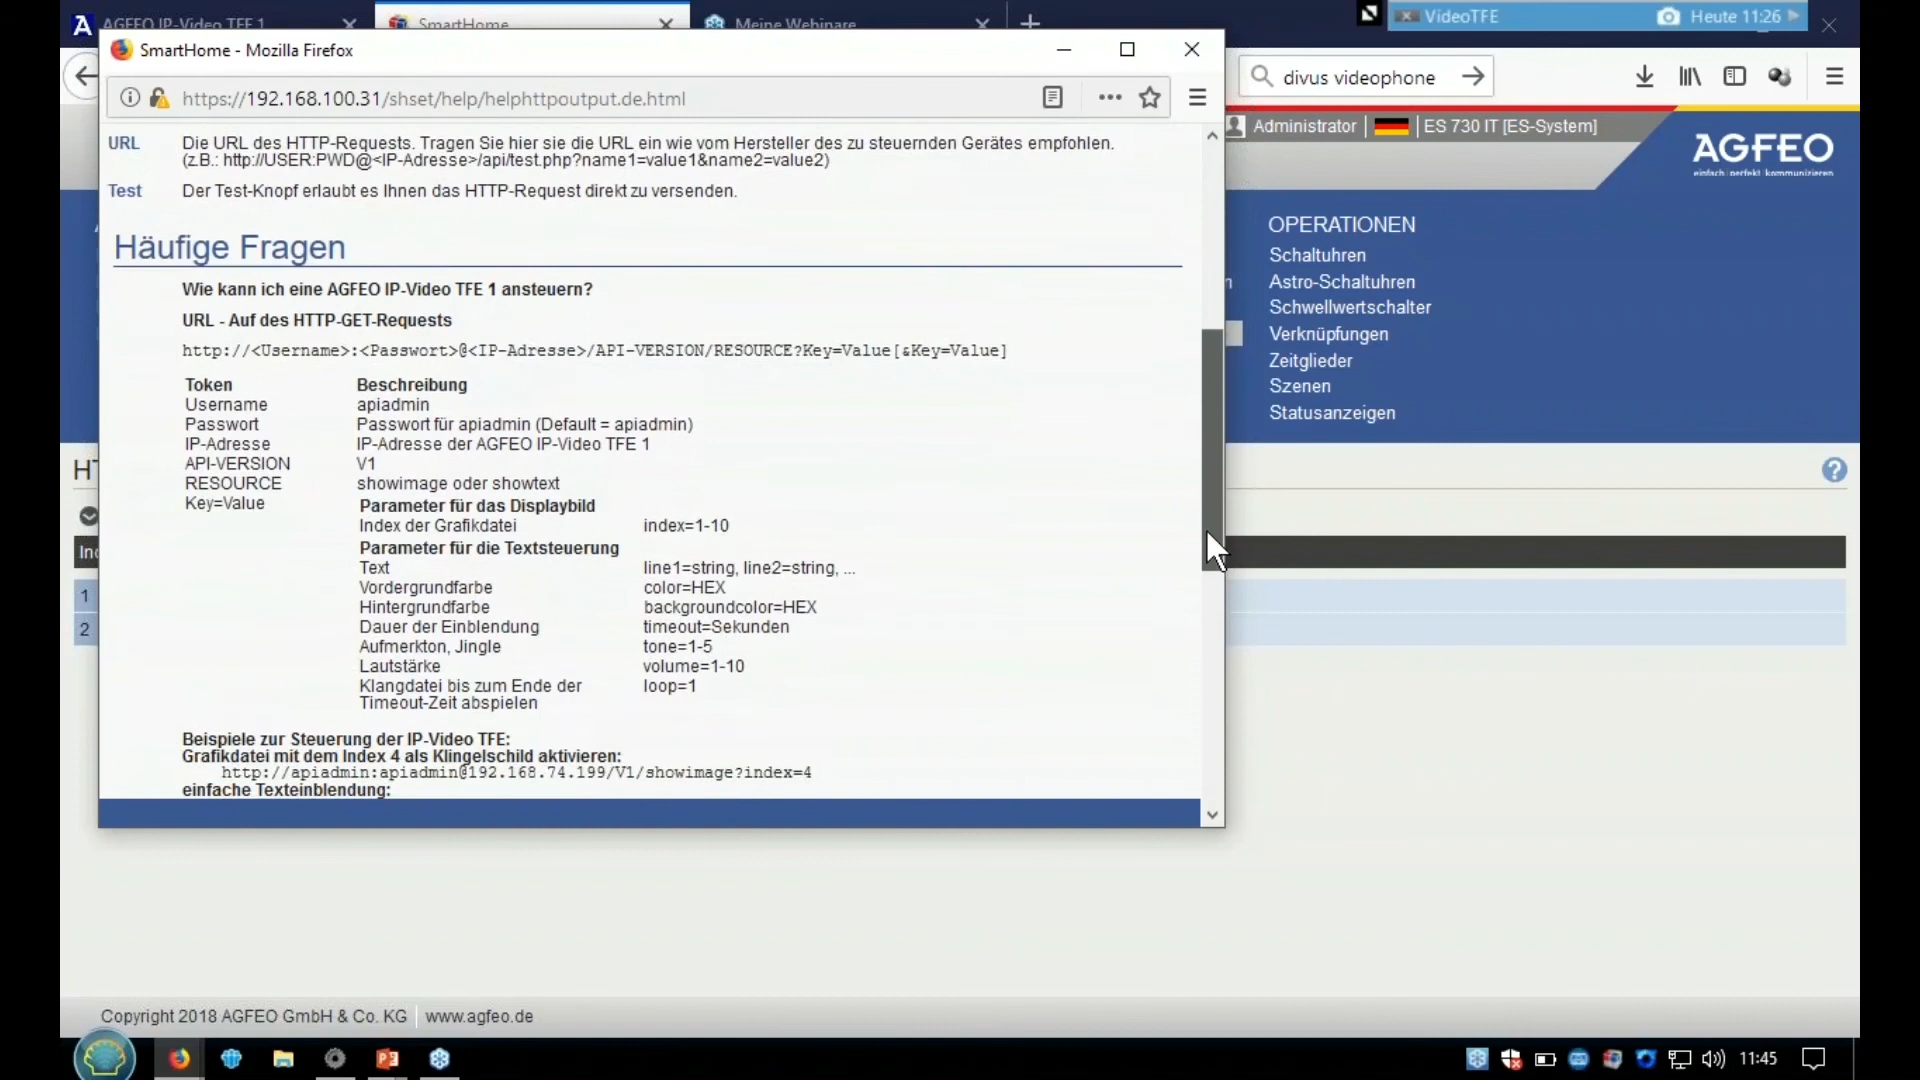 AGFEO IP-Video TFE 1
SmartHome
Meine Webinare
VideoTFE
Heute 11:26
SmartHome - Mozilla Firefox
https://192.168.100.31/shset/help/helphttpoutput.de.html
divus videophone
Administrator
ES 730 IT [ES-System]
AGFEO
einfach perfekt kommunizieren
URL
Die URL des HTTP-Requests. Tragen Sie hier sie die URL ein wie vom Hersteller des zu steuernden Gerätes empfohlen.
(z.B.: http://USER:PWD@<IP-Adresse>/api/test.php?name1=value1&name2=value2)
Test
Der Test-Knopf erlaubt es Ihnen das HTTP-Request direkt zu versenden.
Häufige Fragen
Wie kann ich eine AGFEO IP-Video TFE 1 ansteuern?
URL - Auf des HTTP-GET-Requests
http://<Username>:<Passwort>@<IP-Adresse>/API-VERSION/RESOURCE?Key=Value[&Key=Value]
Token Beschreibung
Username apiadmin
Passwort Passwort für apiadmin (Default = apiadmin)
IP-Adresse IP-Adresse der AGFEO IP-Video TFE 1
API-VERSION V1
RESOURCE showimage oder showtext
Key=Value
Parameter für das Displaybild
Index der Grafikdatei index=1-10
Parameter für die Textsteuerung
Text line1=string, line2=string, ...
Vordergrundfarbe color=HEX
Hintergrundfarbe backgroundcolor=HEX
Dauer der Einblendung timeout=Sekunden
Aufmerkton, Jingle tone=1-5
Lautstärke volume=1-10
Klangdatei bis zum Ende der loop=1
Timeout-Zeit abspielen
Beispiele zur Steuerung der IP-Video TFE:
Grafikdatei mit dem Index 4 als Klingelschild aktivieren:
http://apiadmin:apiadmin@192.168.74.199/V1/showimage?index=4
einfache Texteinblendung:
OPERATIONEN
Schaltuhren
Astro-Schaltuhren
Schwellwertschalter
Verknüpfungen
Zeitglieder
Szenen
Statusanzeigen
HT
Ind
1
2
Copyright 2018 AGFEO GmbH & Co. KG
www.agfeo.de
11:45